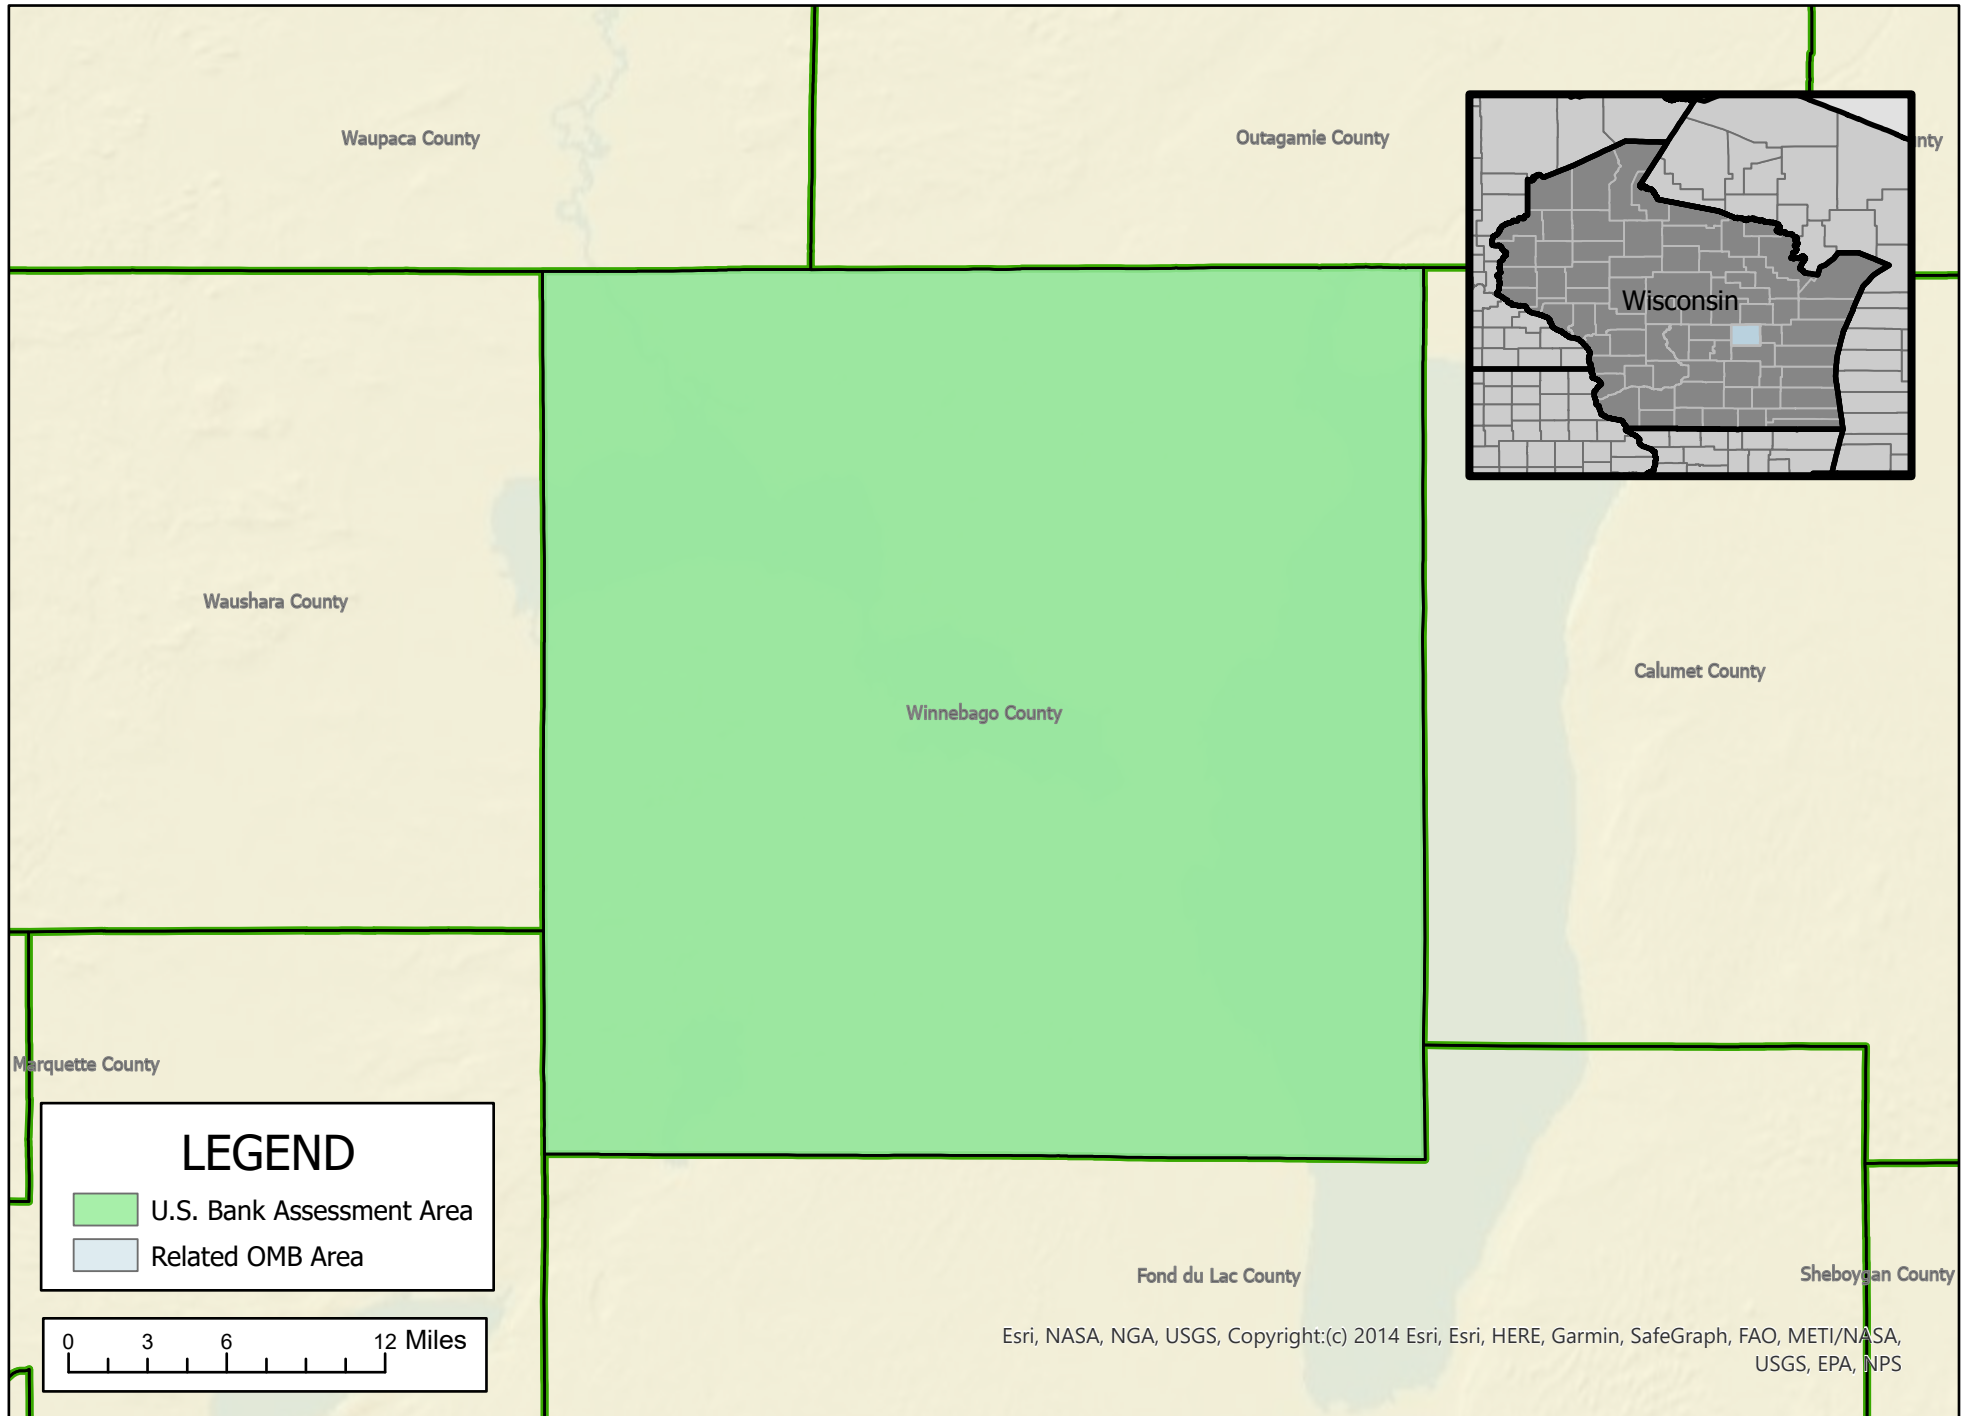 Waupaca County
Outagamie County
nty
Wisconsin
Waushara County
Calumet County
Winnebago County
Marquette County
LEGEND
U.S. Bank Assessment Area
Related OMB Area
Fond du Lac County
Sheboygan County
0 3 6 12 Miles
Esri, NASA, NGA, USGS, Copyright:(c) 2014 Esri, Esri, HERE, Garmin, SafeGraph, FAO, METI/NASA,
USGS, EPA, NPS